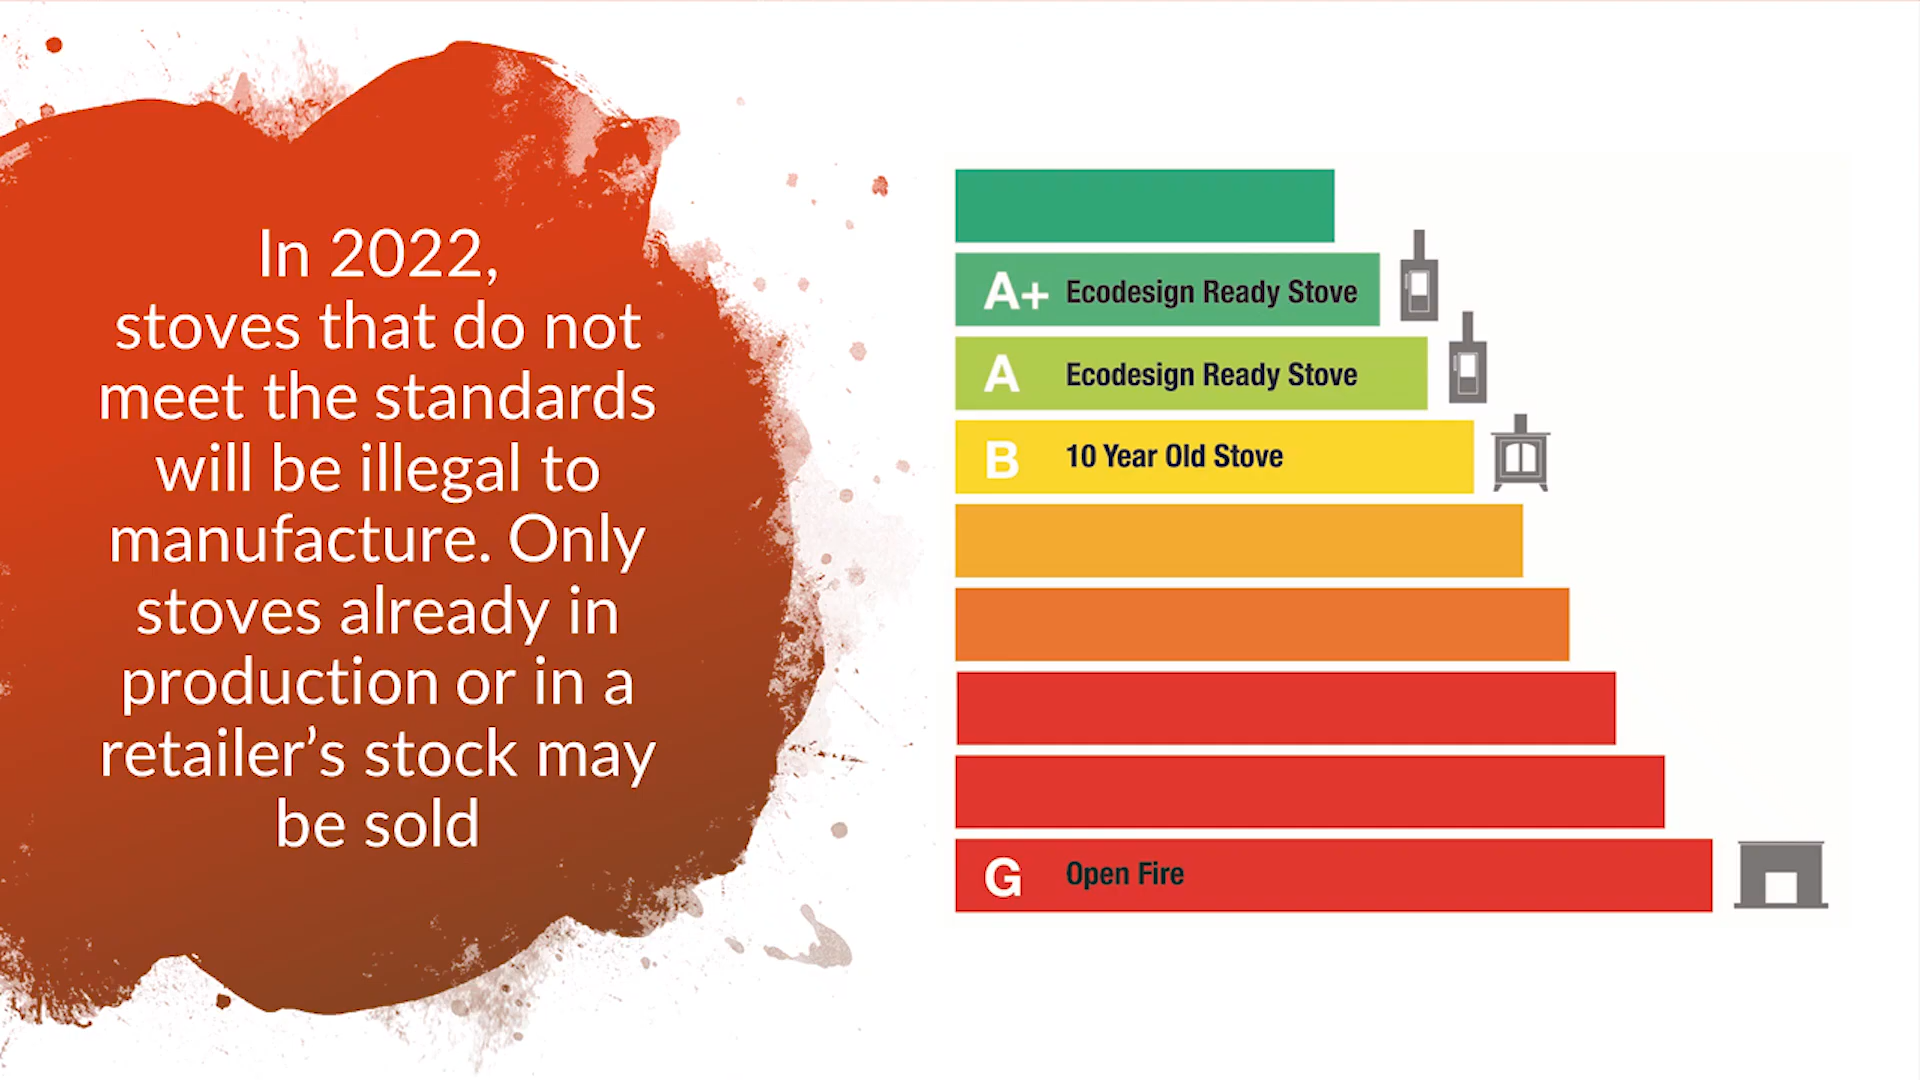 In 2022,
stoves that do not
meet the standards
will be illegal to
manufacture. Only
stoves already in
production or in a
retailer’s stock may
be sold
A+ Ecodesign Ready Stove
A Ecodesign Ready Stove
B 10 Year Old Stove
G Open Fire